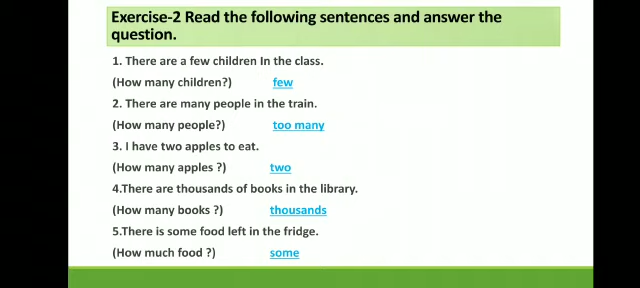 Exercise-2 Read the following sentences and answer the
question.
1. There are a few children In the class.
(How many children?) few
2. There are many people in the train.
(How many people?) too many
3. I have two apples to eat.
(How many apples ?) two
4.There are thousands of books in the library.
(How many books ?) thousands
5.There is some food left in the fridge.
(How much food ?) some